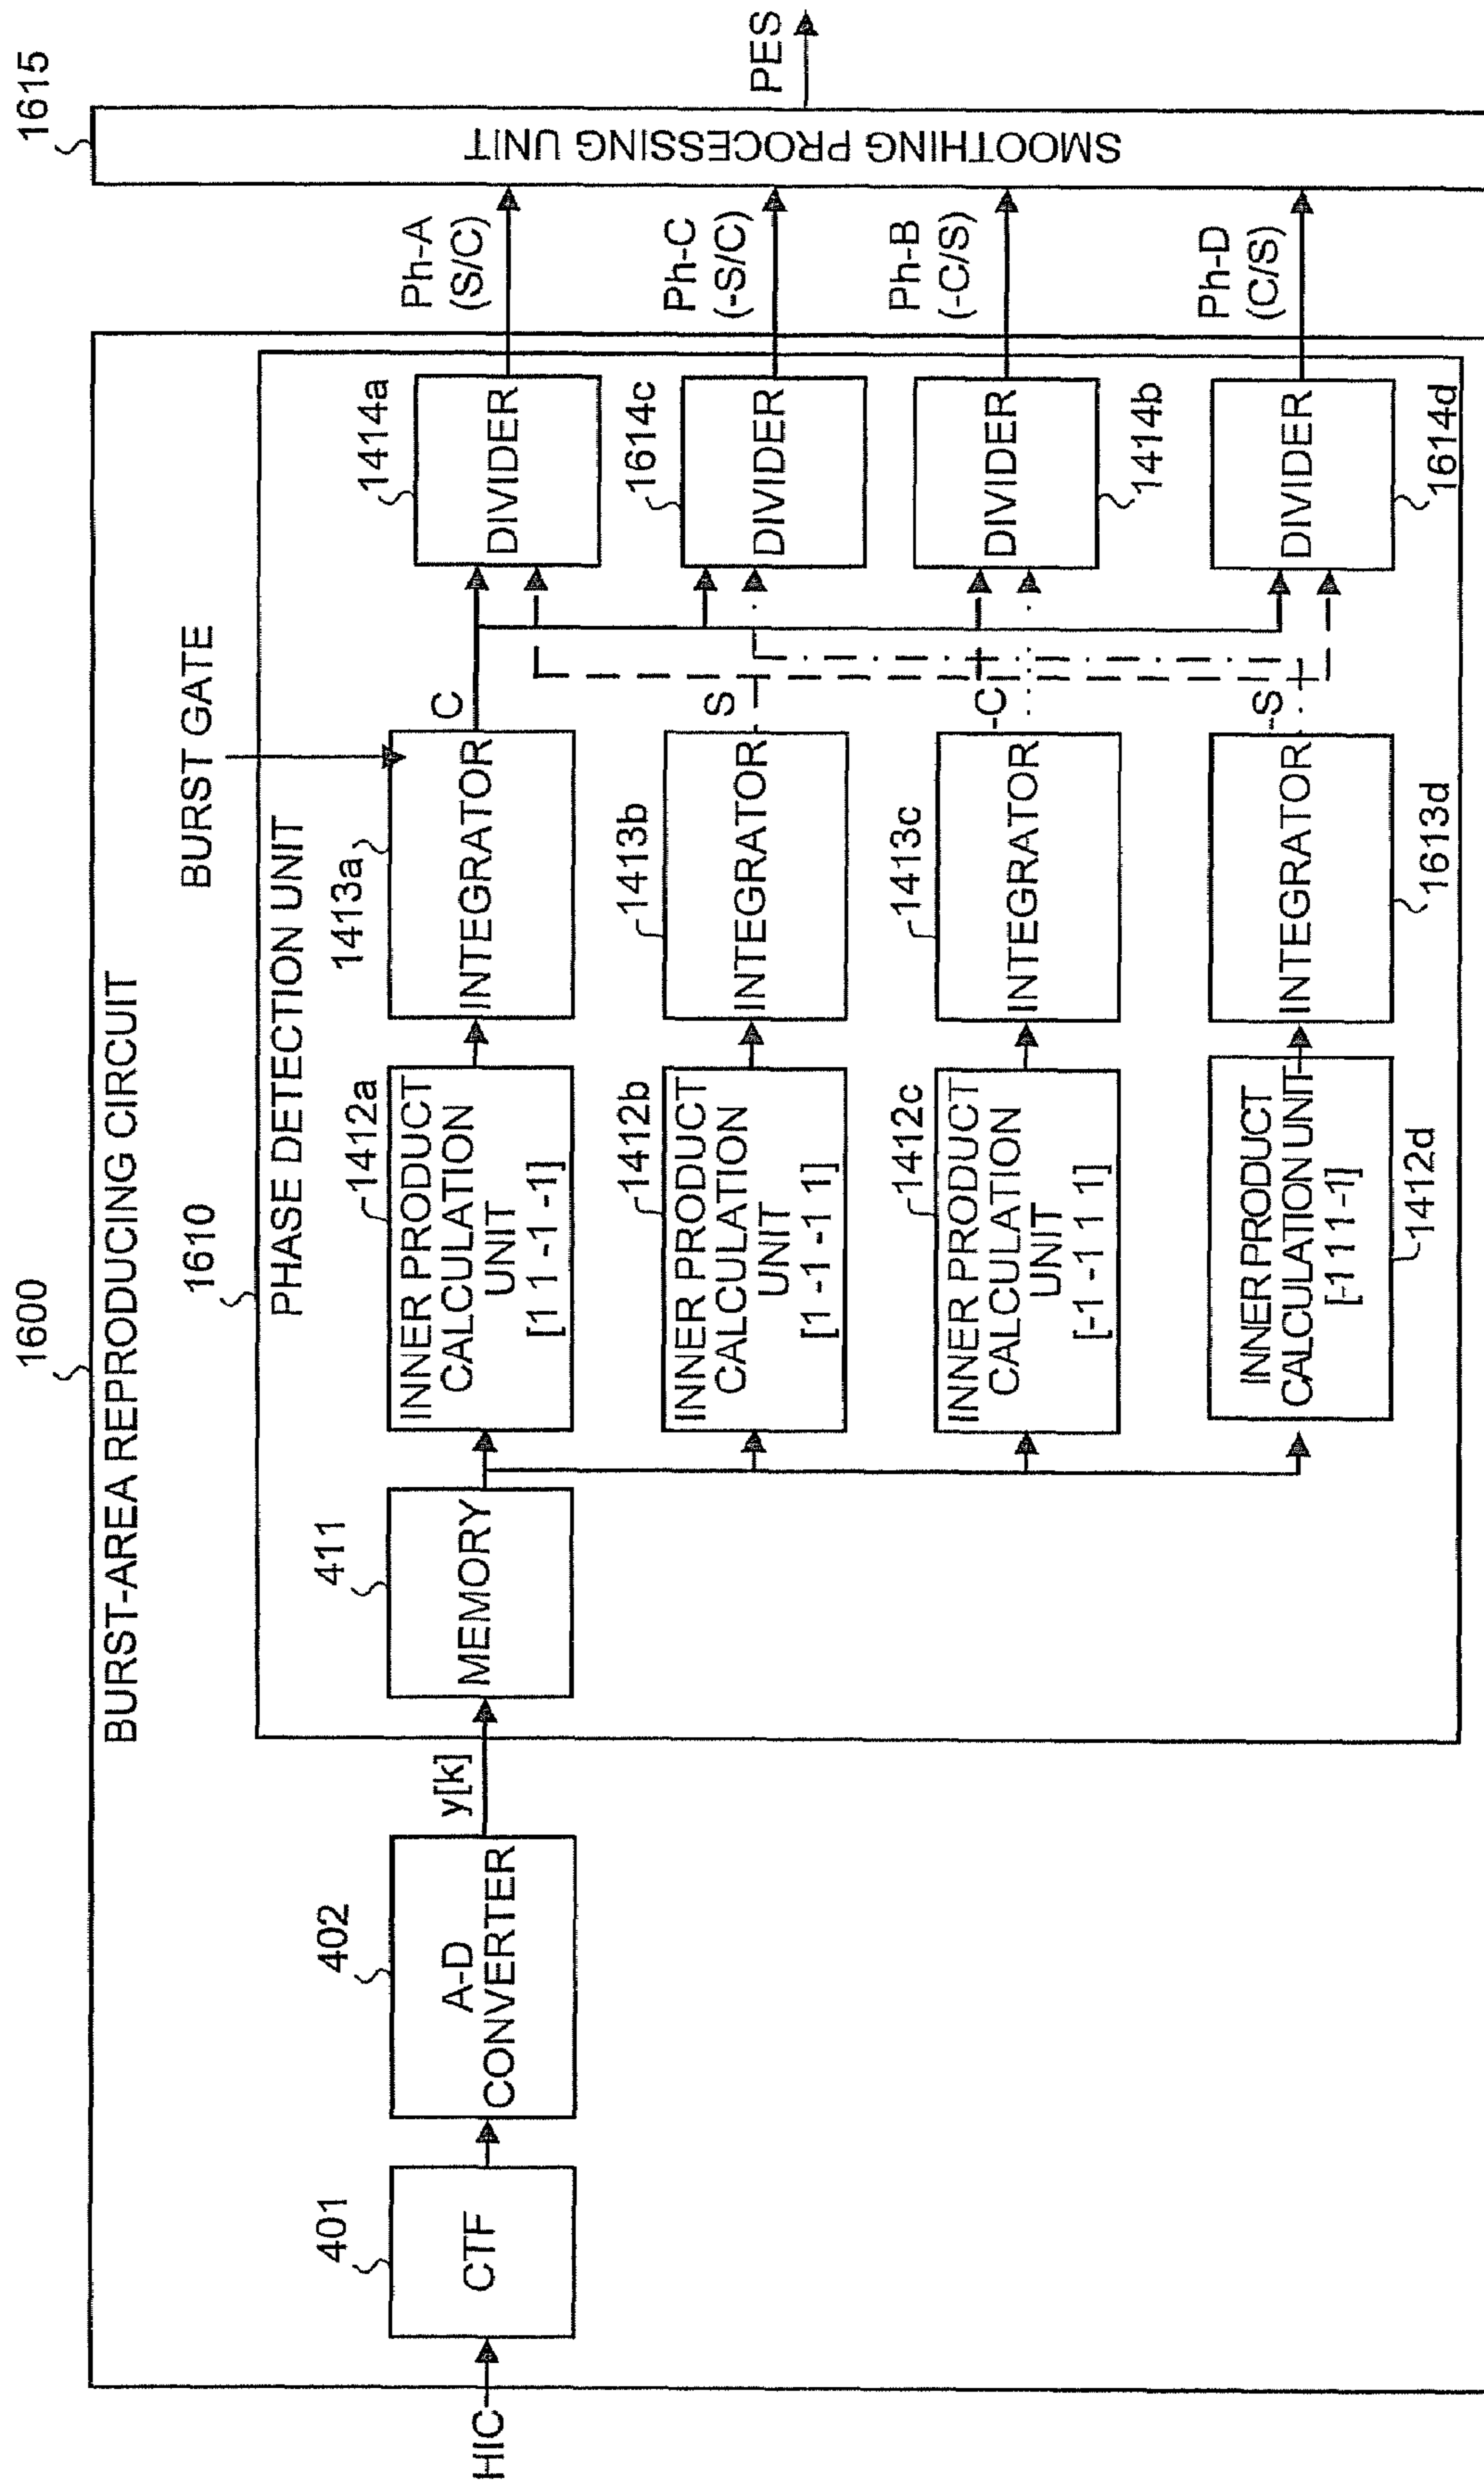 1600
BURST-AREA REPRODUCING CIRCUIT
1610
PHASE DETECTION UNIT
BURST GATE
HIC
401
CTF
402
A-D
CONVERTER
y[k]
411
MEMORY
1412a
INNER PRODUCT
CALCULATION
UNIT
[1 1 -1 -1]
1413a
INTEGRATOR
C
1414a
DIVIDER
Ph-A
(S/C)
1412b
INNER PRODUCT
CALCULATION
UNIT
[1 -1 -1 1]
1413b
INTEGRATOR
S
1614c
DIVIDER
Ph-C
(-S/C)
1412c
INNER PRODUCT
CALCULATION
UNIT
[-1 -1 1 1]
1413c
INTEGRATOR
-C
DIVIDER
1414b
Ph-B
(-C/S)
INNER PRODUCT
CALCULATION UNIT
[-1 1 1 -1]
1412d
INTEGRATOR
1613d
-S
DIVIDER
1614d
Ph-D
(C/S)
1615
SMOOTHING PROCESSING UNIT
PES